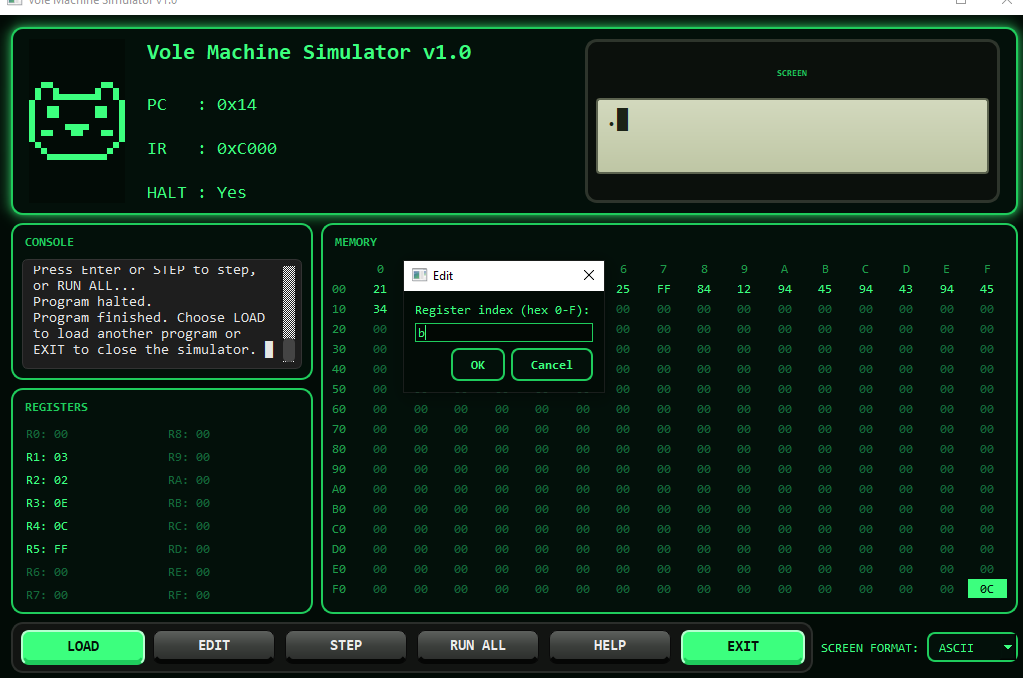 Vole Machine Simulator v1.0
Vole Machine Simulator v1.0
PC : 0x14
IR : 0xC000
HALT : Yes
SCREEN
.
CONSOLE
Press Enter or STEP to step,
or RUN ALL...
Program halted.
Program finished. Choose LOAD
to load another program or
EXIT to close the simulator.
REGISTERS
R0: 00 R8: 00
R1: 03 R9: 00
R2: 02 RA: 00
R3: 0E RB: 00
R4: 0C RC: 00
R5: FF RD: 00
R6: 00 RE: 00
R7: 00 RF: 00
MEMORY
0 6 7 8 9 A B C D E F
00 21 25 FF 84 12 94 45 94 43 94 45
10 34 00 00 00 00 00 00 00 00 00
20 00 00 00 00 00 00 00 00 00 00 00
30 00 00 00 00 00 00 00 00 00 00 00
40 00 00 00 00 00 00 00 00 00 00 00
50 00 00 00 00 00 00 00 00 00 00 00
60 00 00 00 00 00 00 00 00 00 00 00 00 00 00 00 00
70 00 00 00 00 00 00 00 00 00 00 00 00 00 00 00 00
80 00 00 00 00 00 00 00 00 00 00 00 00 00 00 00 00
90 00 00 00 00 00 00 00 00 00 00 00 00 00 00 00 00
A0 00 00 00 00 00 00 00 00 00 00 00 00 00 00 00 00
B0 00 00 00 00 00 00 00 00 00 00 00 00 00 00 00 00
C0 00 00 00 00 00 00 00 00 00 00 00 00 00 00 00 00
D0 00 00 00 00 00 00 00 00 00 00 00 00 00 00 00 00
E0 00 00 00 00 00 00 00 00 00 00 00 00 00 00 00 00
F0 00 00 00 00 00 00 00 00 00 00 00 00 00 00 00 0C
Edit
Register index (hex 0-F):
b
OK Cancel
LOAD EDIT STEP RUN ALL HELP EXIT SCREEN FORMAT: ASCII